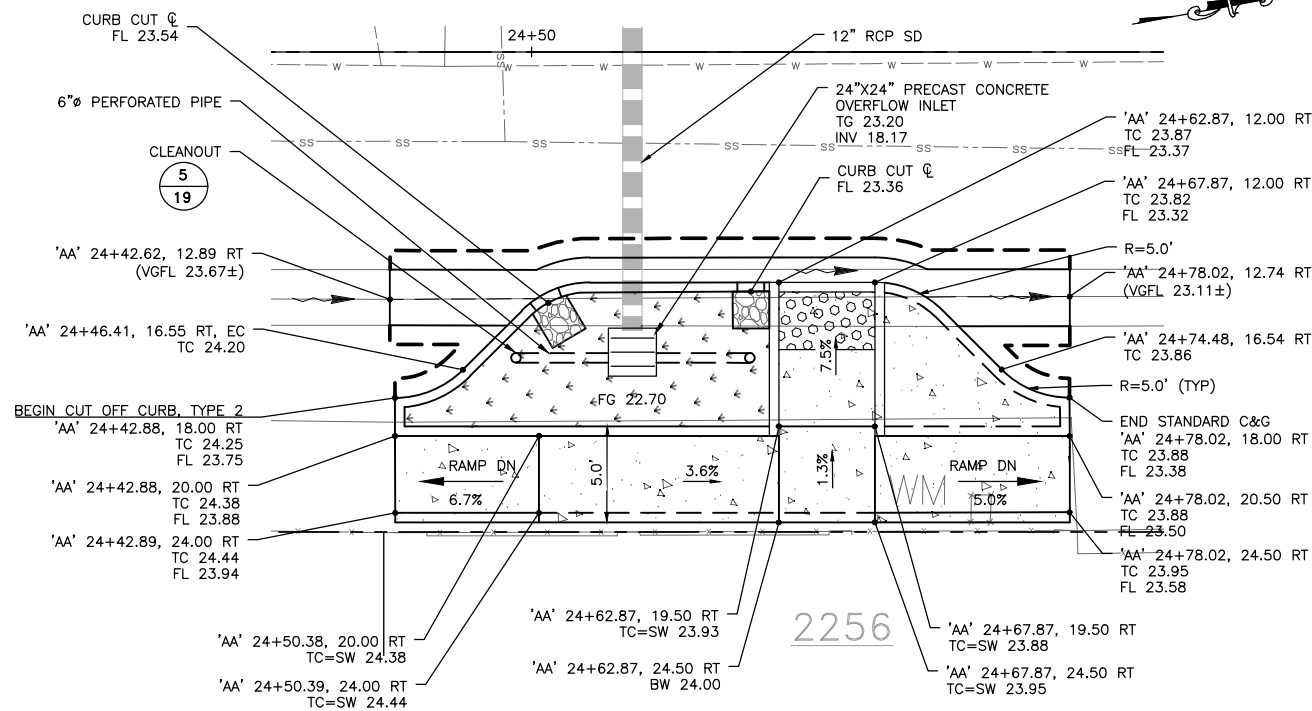 CURB CUT ℄
FL 23.54
24+50
12" RCP SD
6"ø PERFORATED PIPE
24"X24" PRECAST CONCRETE
OVERFLOW INLET
TG 23.20
INV 18.17
CLEANOUT
5
19
CURB CUT ℄
FL 23.36
'AA' 24+62.87, 12.00 RT
TC 23.87
FL 23.37
'AA' 24+67.87, 12.00 RT
TC 23.82
FL 23.32
W W W W W W W W
SS
SS SS SS SS SS SS SS
'AA' 24+42.62, 12.89 RT
(VGFL 23.67±)
R=5.0'
'AA' 24+78.02, 12.74 RT
(VGFL 23.11±)
'AA' 24+46.41, 16.55 RT, EC
TC 24.20
'AA' 24+74.48, 16.54 RT
TC 23.86
7.5%
FG 22.70
R=5.0' (TYP)
BEGIN CUT OFF CURB, TYPE 2
'AA' 24+42.88, 18.00 RT
TC 24.25
FL 23.75
END STANDARD C&G
'AA' 24+78.02, 18.00 RT
TC 23.88
FL 23.38
RAMP DN
6.7%
5.0'
3.6%
1.3%
WM
RAMP DN
5.0%
'AA' 24+42.88, 20.00 RT
TC 24.38
FL 23.88
'AA' 24+78.02, 20.50 RT
TC 23.88
FL 23.50
'AA' 24+42.89, 24.00 RT
TC 24.44
FL 23.94
'AA' 24+78.02, 24.50 RT
TC 23.95
FL 23.58
'AA' 24+50.38, 20.00 RT
TC=SW 24.38
'AA' 24+62.87, 19.50 RT
TC=SW 23.93
2256
'AA' 24+67.87, 19.50 RT
TC=SW 23.88
'AA' 24+50.39, 24.00 RT
TC=SW 24.44
'AA' 24+62.87, 24.50 RT
BW 24.00
'AA' 24+67.87, 24.50 RT
TC=SW 23.95